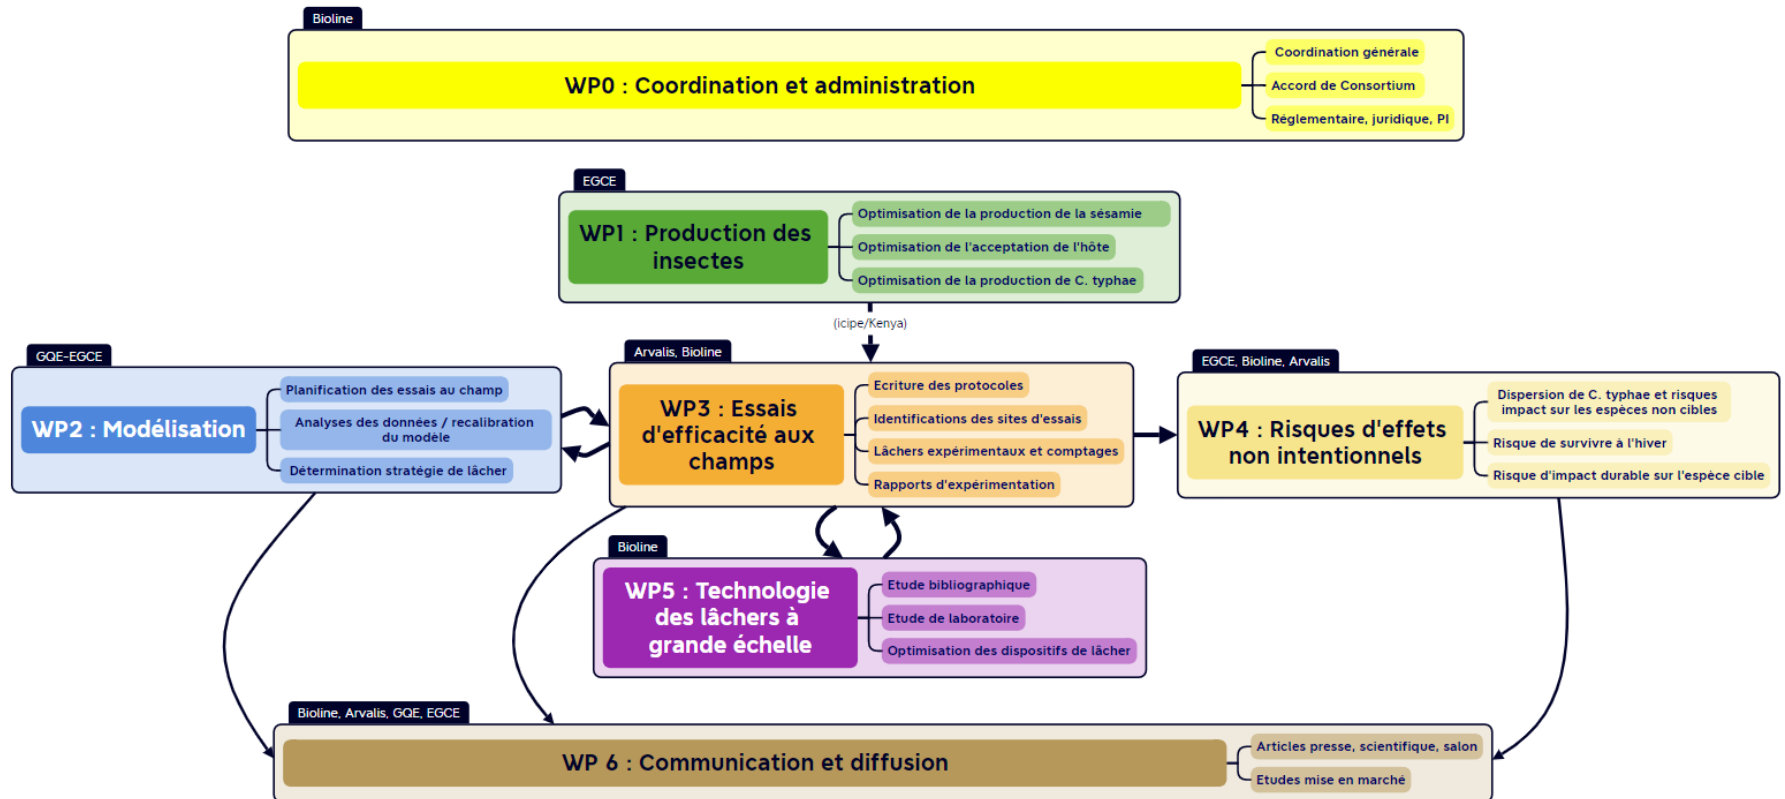 Bioline
WP0 : Coordination et administration
Coordination générale
Accord de Consortium
Réglementaire, juridique, PI
EGCE
WP1 : Production des
insectes
Optimisation de la production de la sésamie
Optimisation de l'acceptation de l'hôte
Optimisation de la production de C. typhae
(icipe/Kenya)
GQE-EGCE
WP2 : Modélisation
Planification des essais au champ
Analyses des données / recalibration
du modèle
Détermination stratégie de lâcher
Arvalis, Bioline
WP3 : Essais
d'efficacité aux
champs
Ecriture des protocoles
Identifications des sites d'essais
Lâchers expérimentaux et comptages
Rapports d'expérimentation
EGCE, Bioline, Arvalis
WP4 : Risques d'effets
non intentionnels
Dispersion de C. typhae et risques
impact sur les espèces non cibles
Risque de survivre à l'hiver
Risque d'impact durable sur l'espèce cible
Bioline
WP5 : Technologie
des lâchers à
grande échelle
Etude bibliographique
Etude de laboratoire
Optimisation des dispositifs de lâcher
Bioline, Arvalis, GQE, EGCE
WP 6 : Communication et diffusion
Articles presse, scientifique, salon
Etudes mise en marché